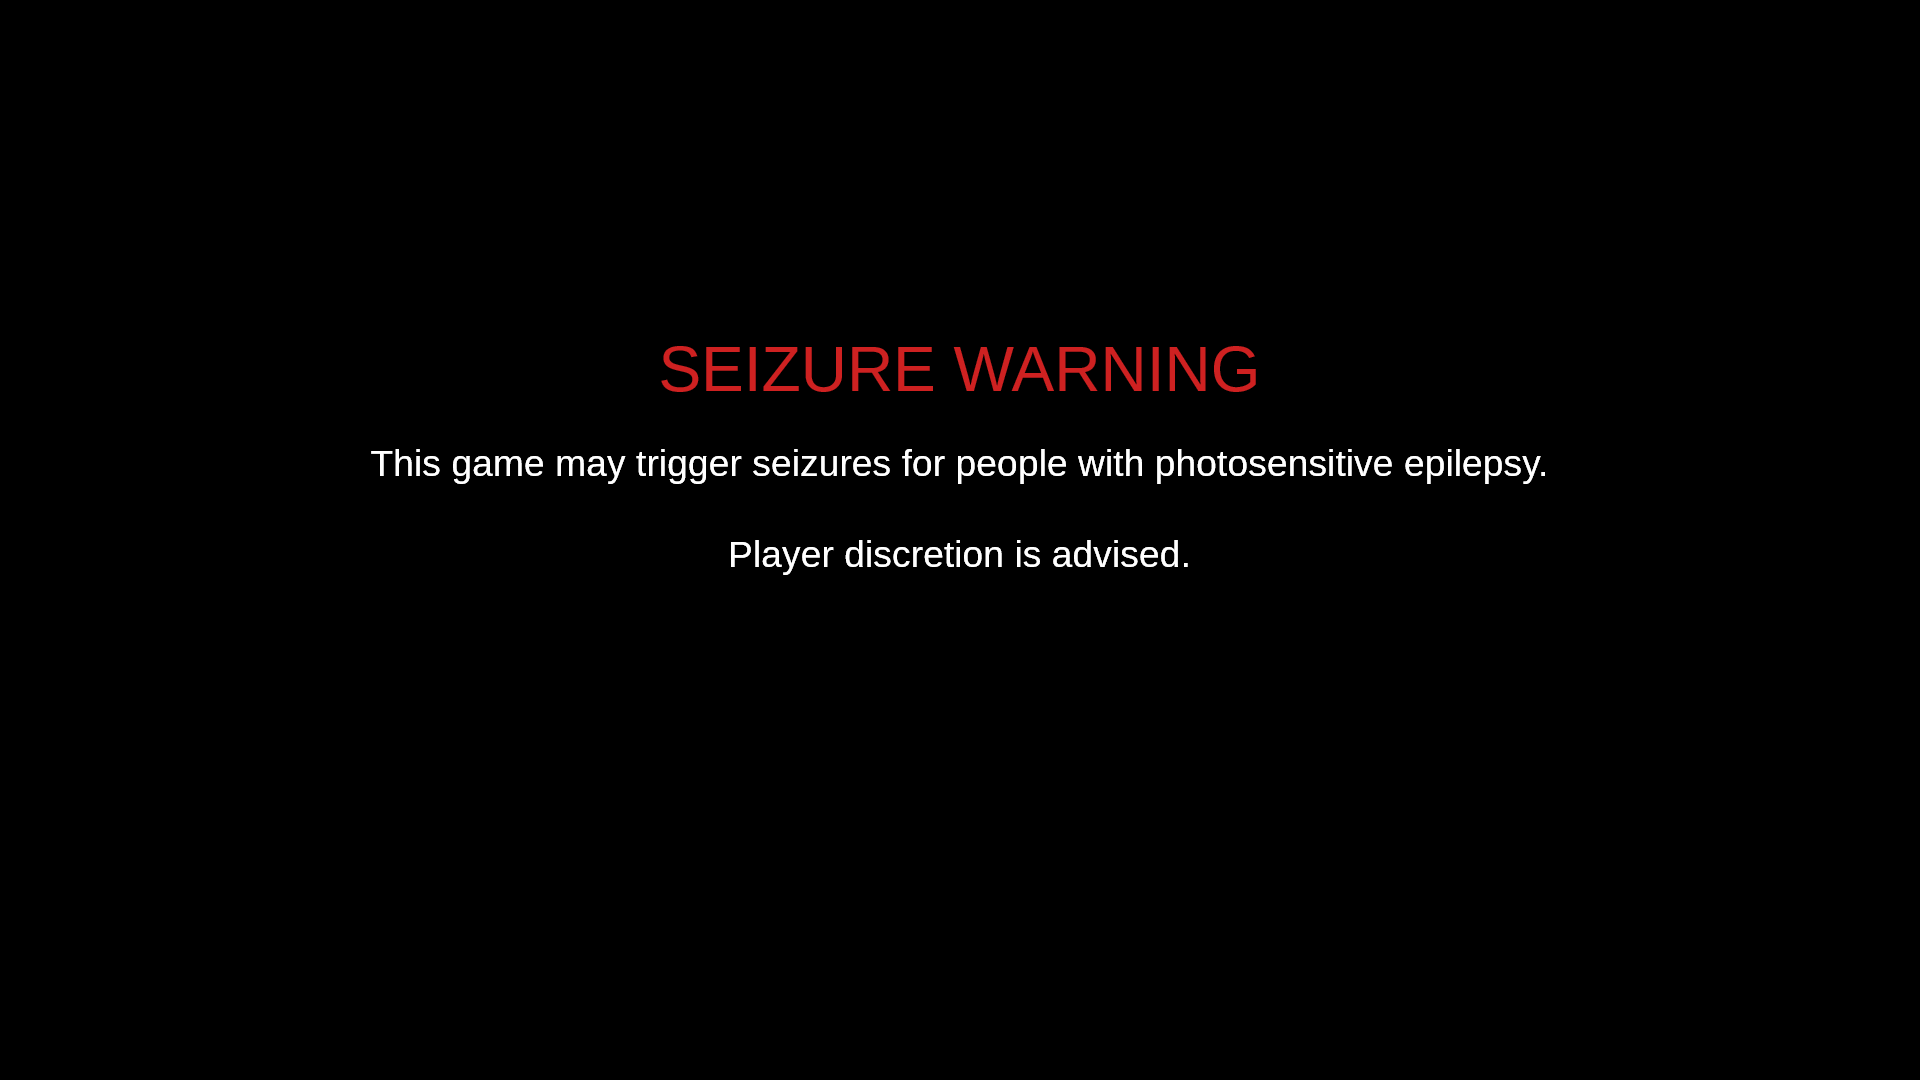 SEIZURE WARNING
This game may trigger seizures for people with photosensitive epilepsy.
Player discretion is advised.